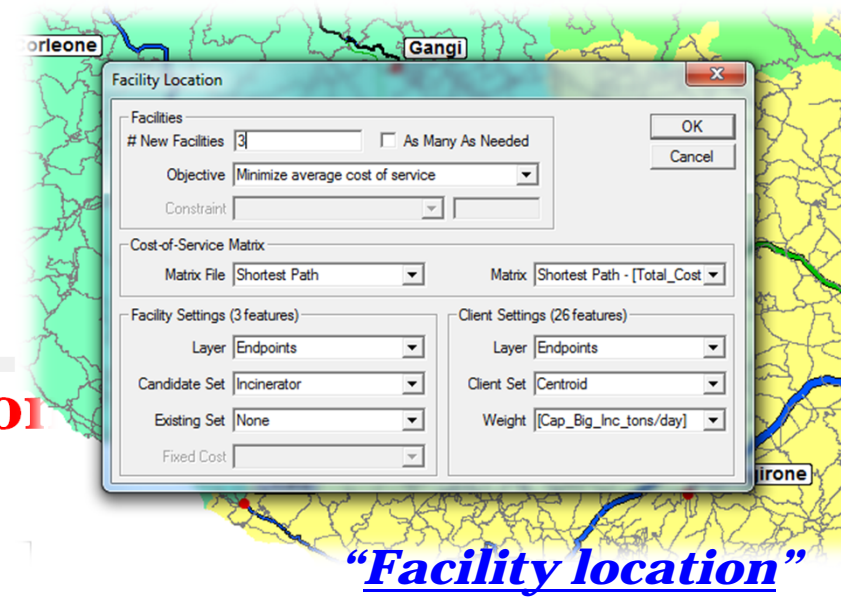 orleone
Gangi
Facility Location
Facilities
# New Facilities 3 As Many As Needed
OK
Objective Minimize average cost of service
Cancel
Constraint
Cost-of-Service Matrix
Matrix File Shortest Path Matrix Shortest Path - [Total_Cost
Facility Settings (3 features) Client Settings (26 features)
Layer Endpoints Layer Endpoints
Candidate Set Incinerator Client Set Centroid
or
Existing Set None Weight [Cap_Big_Inc_tons/day]
Fixed Cost
girone
“Facility location”